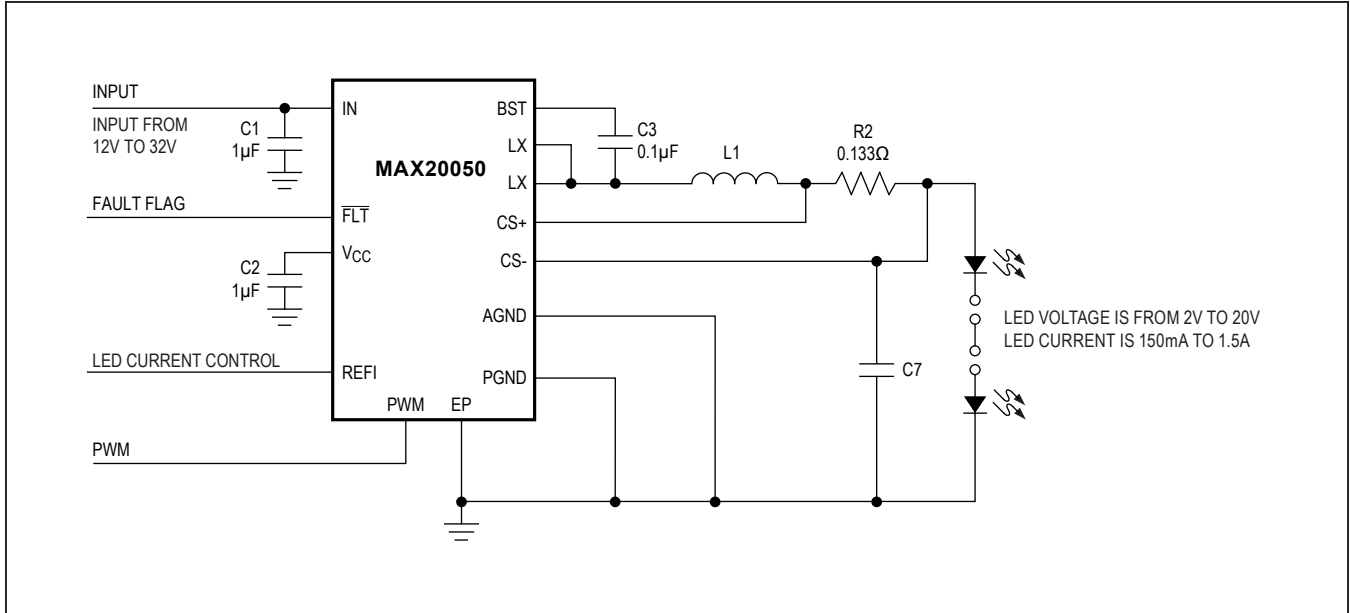 INPUT
INPUT FROM
12V TO 32V
C1
1µF
FAULT FLAG
C2
1µF
LED CURRENT CONTROL
PWM
IN
FLT
VCC
REFI
PWM
EP
MAX20050
BST
LX
LX
CS+
CS-
AGND
PGND
C3
0.1µF
L1
R2
0.133Ω
C7
LED VOLTAGE IS FROM 2V TO 20V
LED CURRENT IS 150mA TO 1.5A